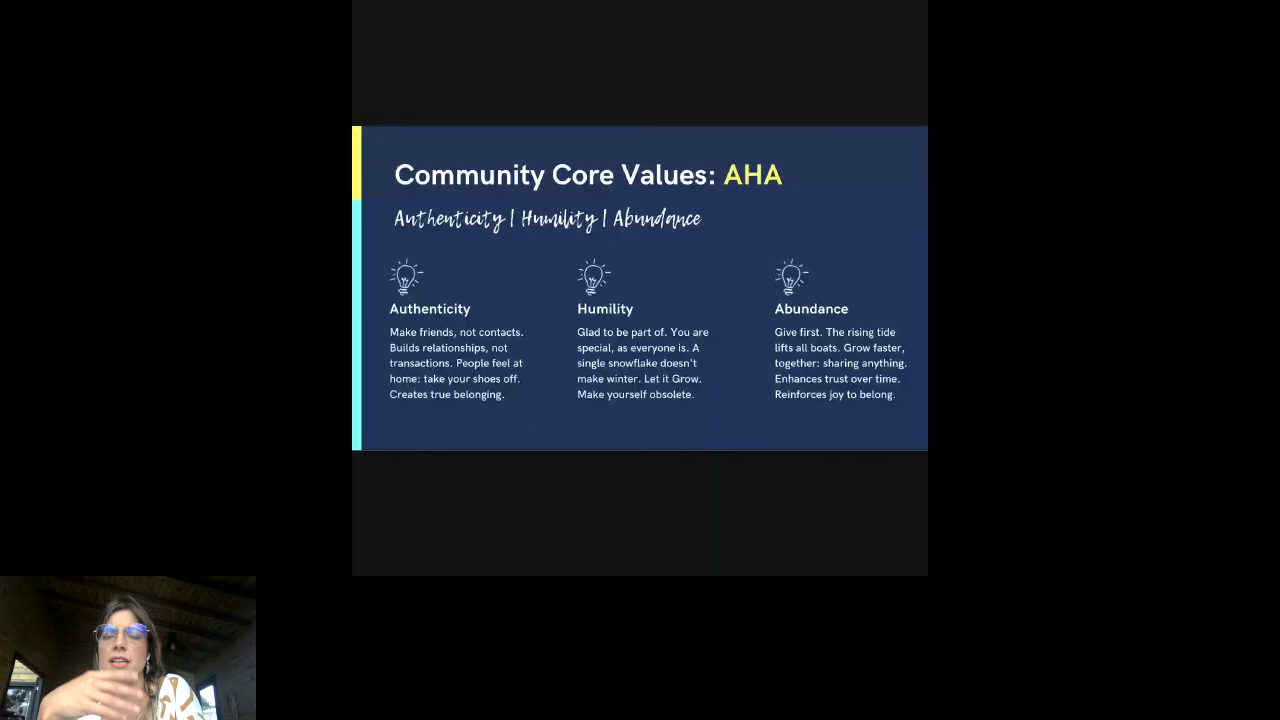 Community Core Values: AHA
Authenticity | Humility | Abundance
Authenticity
Make friends, not contacts.
Builds relationships, not
transactions. People feel at
home: take your shoes off.
Creates true belonging.
Humility
Glad to be part of. You are
special, as everyone is. A
single snowflake doesn't
make winter. Let it Grow.
Make yourself obsolete.
Abundance
Give first. The rising tide
lifts all boats. Grow faster,
together: sharing anything.
Enhances trust over time.
Reinforces joy to belong.